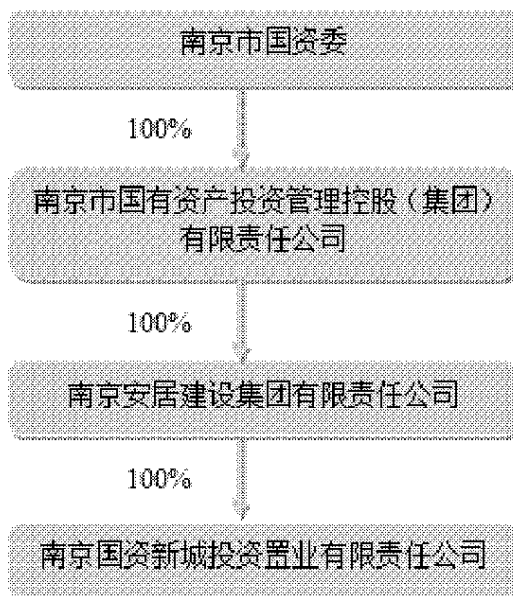 南京市国资委
100%
南京市国有资产投资管理控股（集团）
有限责任公司
100%
南京安居建设集团有限责任公司
100%
南京国资新城投资置业有限责任公司